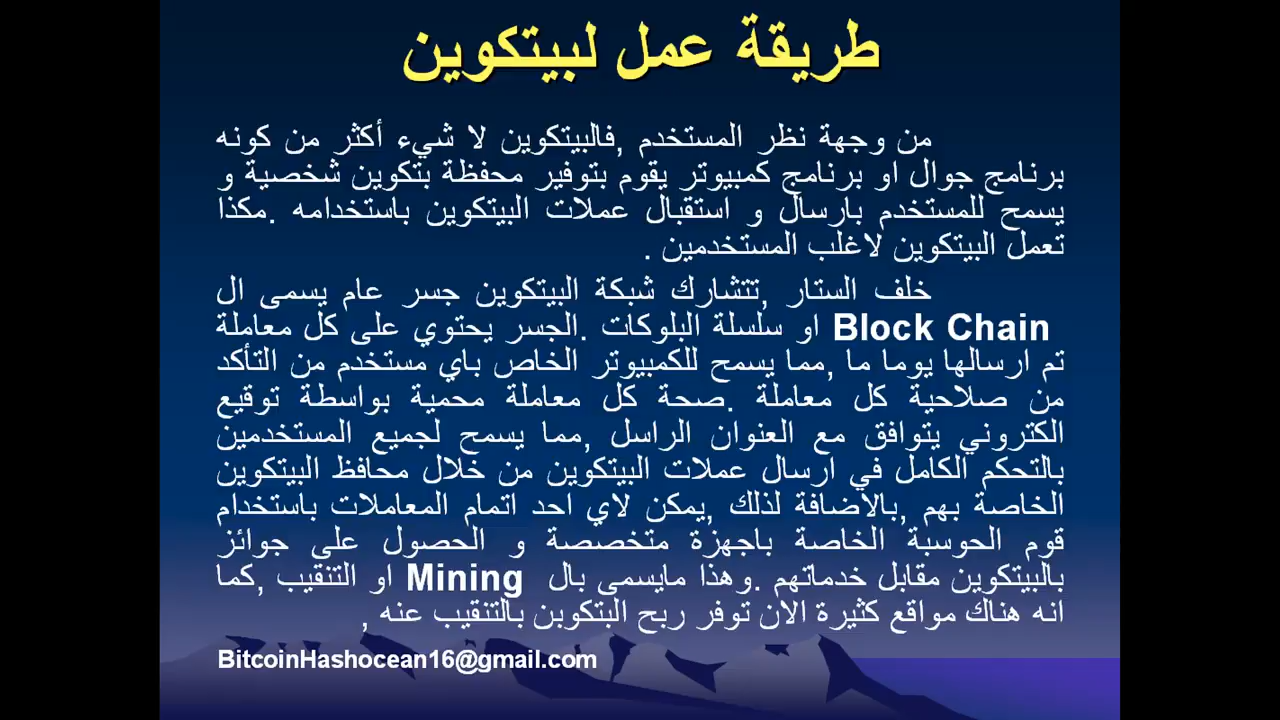 طريقة عمل لبيتكوين
من وجهة نظر المستخدم ,فالبيتكوين لا شيء أكثر من كونه
برنامج جوال او برنامج كمبيوتر يقوم بتوفير محفظة بتكوين شخصية و
يسمح للمستخدم بارسال و استقبال عملات البيتكوين باستخدامه .مكذا
تعمل البيتكوين لاغلب المستخدمين .
خلف الستار ,تتشارك شبكة البيتكوين جسر عام يسمى ال
Block Chain او سلسلة البلوكات .الجسر يحتوي على كل معاملة
تم ارسالها يوما ما ,مما يسمح للكمبيوتر الخاص باي مستخدم من التأكد
من صلاحية كل معاملة .صحة كل معاملة محمية بواسطة توقيع
الكتروني يتوافق مع العنوان الراسل ,مما يسمح لجميع المستخدمين
بالتحكم الكامل في ارسال عملات البيتكوين من خلال محافظ البيتكوين
الخاصة بهم ,بالاضافة لذلك ,يمكن لاي احد اتمام المعاملات باستخدام
قوم الحوسبة الخاصة باجهزة متخصصة و الحصول على جوائز
بالبيتكوين مقابل خدماتهم .وهذا مايسمى بال Mining او التنقيب ,كما
انه هناك مواقع كثيرة الان توفر ربح البتكوبن بالتنقيب عنه ,
BitcoinHashocean16@gmail.com